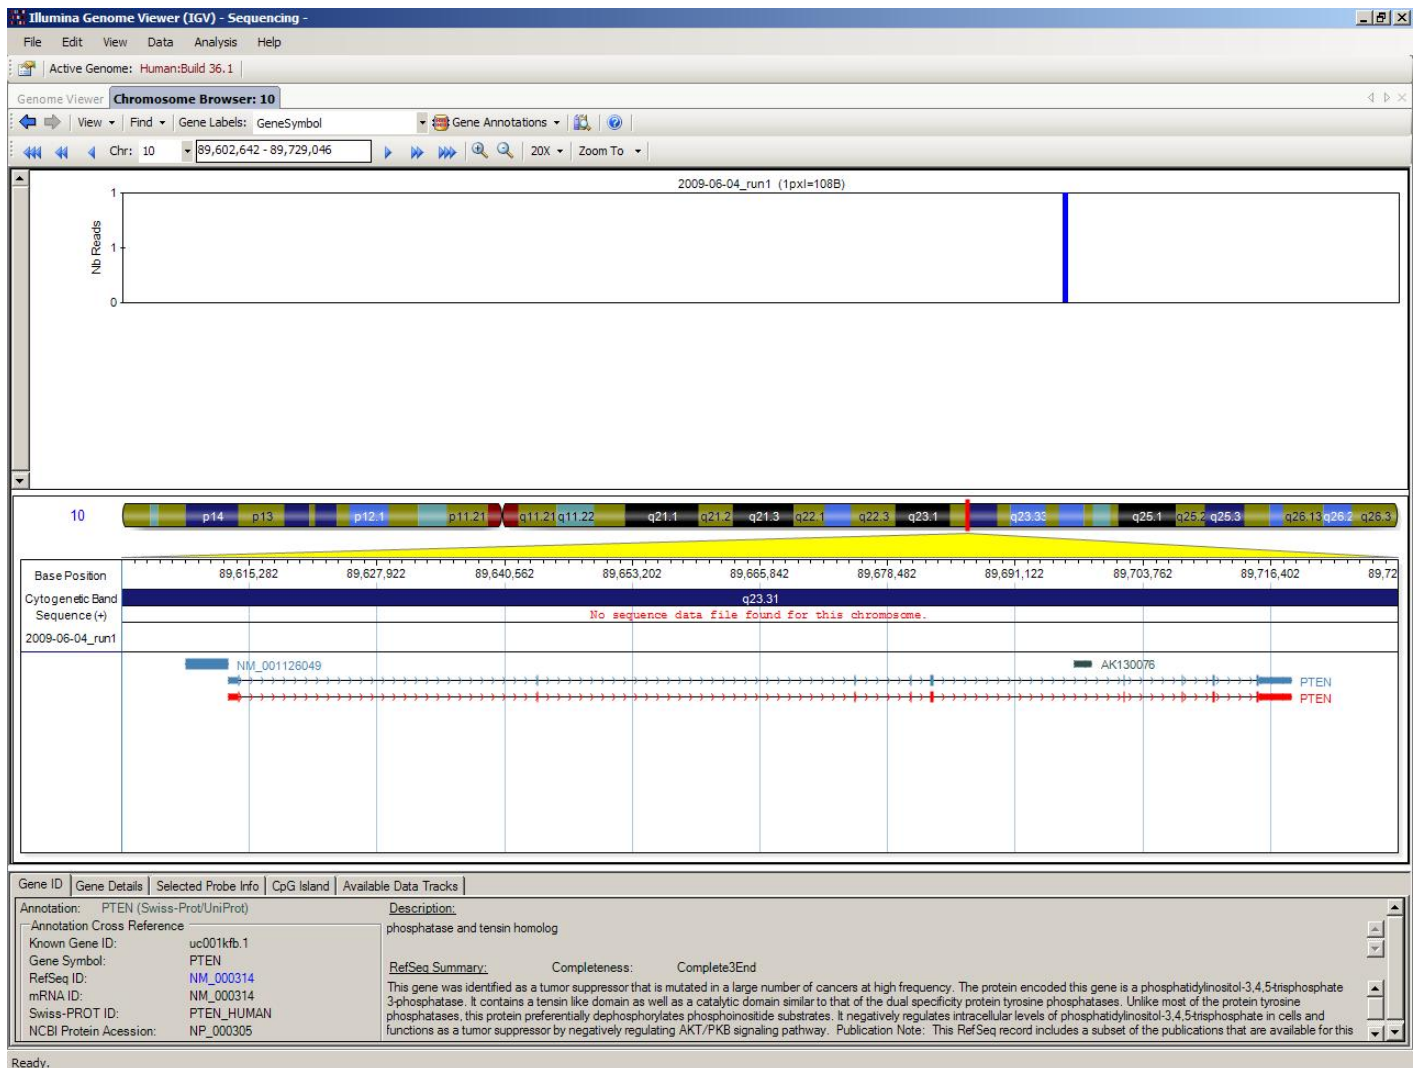 Illumina Genome Viewer (IGV) - Sequencing -
File Edit View Data Analysis Help
Active Genome: Human:Build 36.1
Genome Viewer Chromosome Browser: 10
View Find Gene Labels: GeneSymbol Gene Annotations
Chr: 10 89,602,642 - 89,729,046 20X Zoom To
2009-06-04_run1 (1pxl=108B)
1
Nb Reads
1
0
10 p14 p13 p12.1 p11.21 q11.21 q11.22 q21.1 q21.2 q21.3 q22.1 q22.3 q23.1 q23.33 q25.1 q25.2 q25.3 q26.13 q26.2 q26.3
Base Position 89,615,282 89,627,922 89,640,562 89,653,202 89,665,842 89,678,482 89,691,122 89,703,762 89,716,402 89,72
Cytogenetic Band q23.31
Sequence (+) No sequence data file found for this chromosome.
2009-06-04_run1
NM_001126049 AK130076
PTEN
PTEN
Gene ID Gene Details Selected Probe Info CpG Island Available Data Tracks
Annotation: PTEN (Swiss-Prot/UniProt)
Annotation Cross Reference
Known Gene ID: uc001kfb.1
Gene Symbol: PTEN
RefSeq ID: NM_000314
mRNA ID: NM_000314
Swiss-PROT ID: PTEN_HUMAN
NCBI Protein Acession: NP_000305
Description:
phosphatase and tensin homolog
RefSeq Summary: Completeness: Complete3End
This gene was identified as a tumor suppressor that is mutated in a large number of cancers at high frequency. The protein encoded this gene is a phosphatidylinositol-3,4,5-trisphosphate
3-phosphatase. It contains a tensin like domain as well as a catalytic domain similar to that of the dual specificity protein tyrosine phosphatases. Unlike most of the protein tyrosine
phosphatases, this protein preferentially dephosphorylates phosphoinositide substrates. It negatively regulates intracellular levels of phosphatidylinositol-3,4,5-trisphosphate in cells and
functions as a tumor suppressor by negatively regulating AKT/PKB signaling pathway. Publication Note: This RefSeq record includes a subset of the publications that are available for this
Ready.